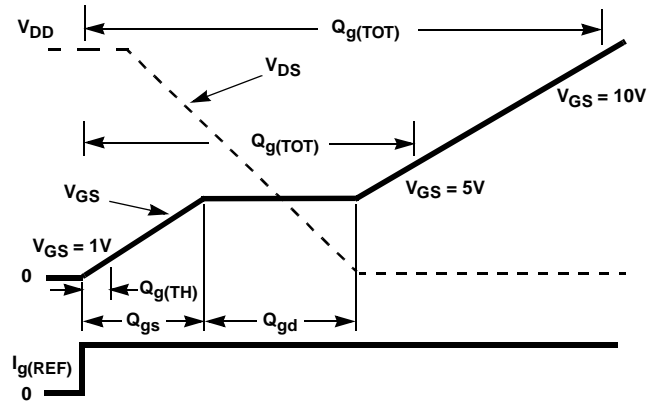 V_DD
Q_g(TOT)
V_DS
V_GS = 10V
Q_g(TOT)
V_GS
V_GS = 5V
V_GS = 1V
0
Q_g(TH)
Q_gs
Q_gd
I_g(REF)
0